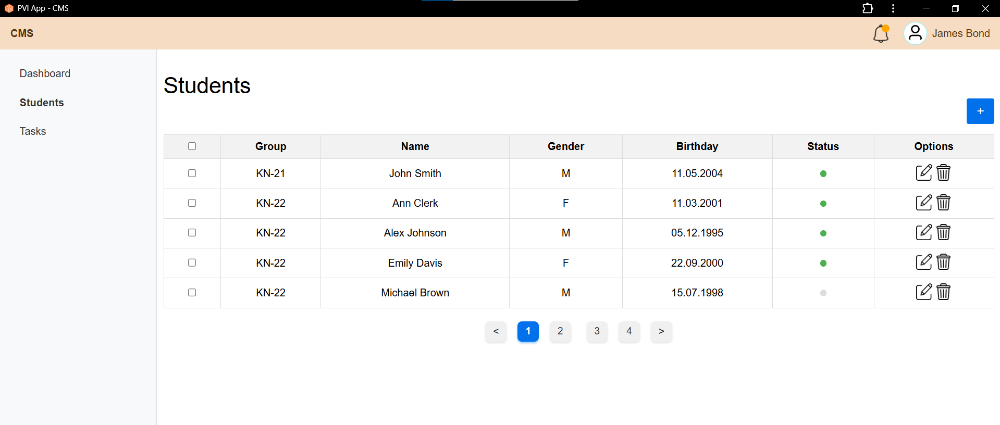 PVI App - CMS
CMS
James Bond
Dashboard
Students
Tasks
Students
+
Group Name Gender Birthday Status Options
KN-21 John Smith M 11.05.2004
KN-22 Ann Clerk F 11.03.2001
KN-22 Alex Johnson M 05.12.1995
KN-22 Emily Davis F 22.09.2000
KN-22 Michael Brown M 15.07.1998
< 1 2 3 4 >